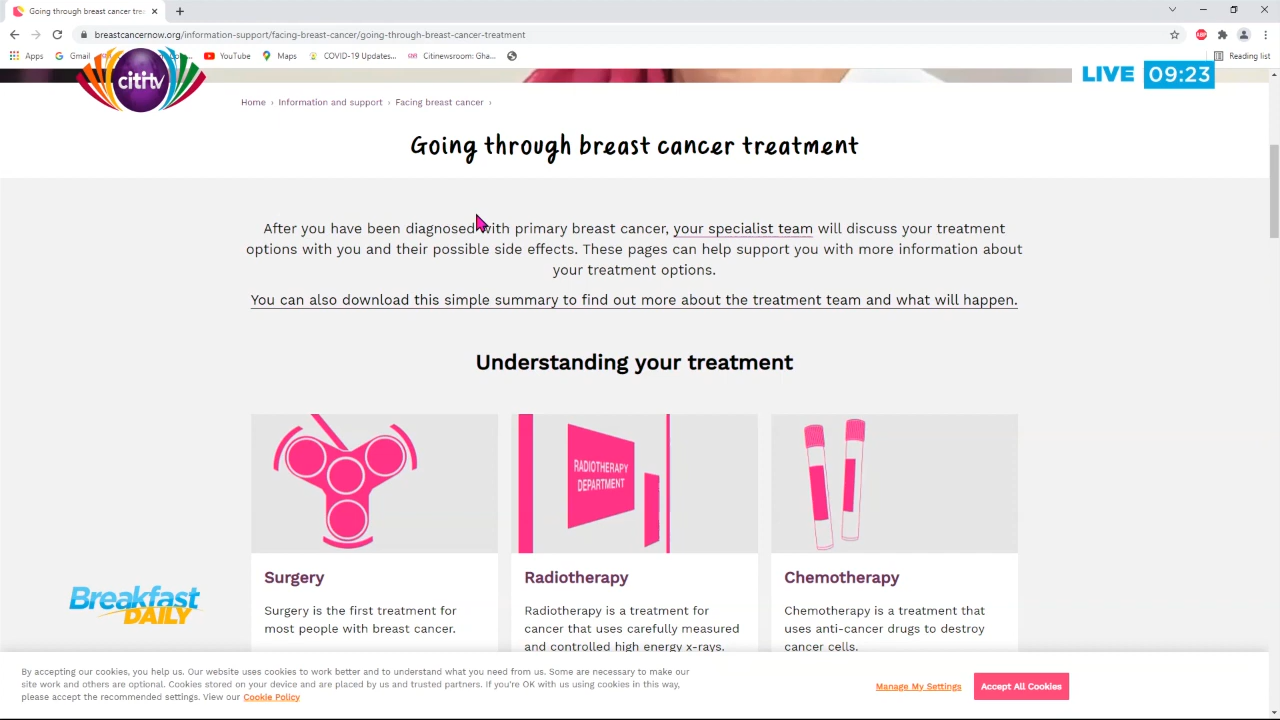 Going through breast cancer tre
breastcancernow.org/information-support/facing-breast-cancer/going-through-breast-cancer-treatment
Apps Gmail YouTube Maps COVID-19 Updates... Citinewsroom: Gha... Reading list
cititv
LIVE 09:23
Home › Information and support › Facing breast cancer ›
Going through breast cancer treatment
After you have been diagnosed with primary breast cancer, your specialist team will discuss your treatment
options with you and their possible side effects. These pages can help support you with more information about
your treatment options.
You can also download this simple summary to find out more about the treatment team and what will happen.
Understanding your treatment
RADIOTHERAPY
DEPARTMENT
Surgery Radiotherapy Chemotherapy
Surgery is the first treatment for Radiotherapy is a treatment for Chemotherapy is a treatment that
most people with breast cancer. cancer that uses carefully measured uses anti-cancer drugs to destroy
and controlled high energy x-rays. cancer cells.
Breakfast
DAILY
By accepting our cookies, you help us. Our website uses cookies to work better and to understand what you need from us. Some are necessary to make our
site work and others are optional. Cookies stored on your device and are placed by us and trusted partners. If you're OK with us using cookies in this way,
please accept the recommended settings. View our Cookie Policy
Manage My Settings Accept All Cookies